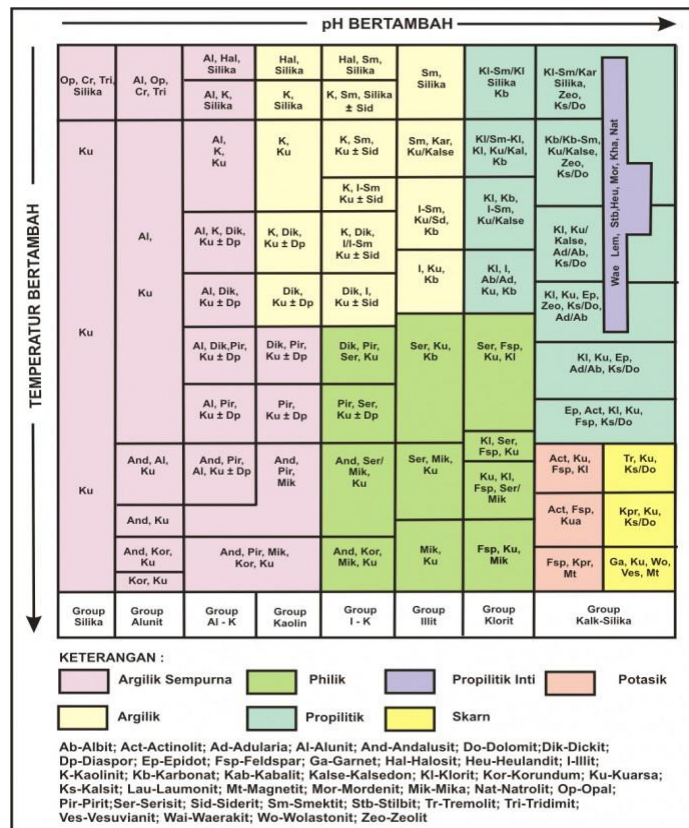 pH BERTAMBAH
TEMPERATUR BERTAMBAH
Op, Cr, Tri,
Silika
Ku
Ku
Ku
Group
Silika
Al, Op,
Cr, Tri
Al,
Ku
And, Al,
Ku
And, Ku
And, Kor,
Ku
Kor, Ku
Group
Alunit
Al, Hal,
Silika
Al, K,
Silika
Al,
K,
Ku
Al, K, Dik,
Ku ± Dp
Al, Dik,
Ku ± Dp
Al, Dik,Pir,
Ku ± Dp
Al, Pir,
Ku ± Dp
And, Pir,
Al, Ku ± Dp
And, Pir, Mik,
Kor, Ku
Group
Al - K
Hal,
Silika
K,
Silika
K,
Ku
K, Dik,
Ku ± Dp
Dik,
Ku ± Dp
Dik, Pir,
Ku ± Dp
Pir,
Ku ± Dp
And,
Pir,
Mik
Group
Kaolin
Hal, Sm,
Silika
K, Sm, Silika
± Sid
K, Sm,
Ku ± Sid
K, I-Sm
Ku ± Sid
K, Dik,
I/I-Sm
Ku ± Sid
Dik, I,
Ku ± Sid
Dik, Pir,
Ser, Ku
Pir, Ser,
Ku ± Dp
And, Ser/
Mik,
Ku
And, Kor,
Mik, Ku
Group
I - K
Sm,
Silika
Sm, Kar,
Ku/Kalse
I-Sm,
Ku/Sd,
Kb
I, Ku,
Kb
Ser, Ku,
Kb
Ser, Mik,
Ku
Mik,
Ku
Group
Illit
Kl-Sm/Kl
Silika
Kb
Kl/Sm-Kl,
Kl, Ku/Kal,
Kb
Kl, Kb,
I-Sm,
Ku/Kalse
Kl, I,
Ab/Ad,
Ku, Kb
Ser, Fsp,
Ku, Kl
Kl, Ser,
Fsp, Ku
Ku, Kl,
Fsp, Ser/
Mik
Fsp, Ku,
Mik
Group
Klorit
Kl-Sm/Kar
Silika,
Zeo,
Ks/Do
Kb/Kb-Sm,
Ku/Kalse,
Zeo,
Ks/Do
Kl, Ku/
Kalse,
Ad/Ab,
Ks/Do
Kl, Ku, Ep,
Zeo, Ks/Do,
Ad/Ab
Wae Lem, Stb,Heu, Mor, Kha, Nat
Kl, Ku, Ep,
Ad/Ab, Ks/Do
Ep, Act, Kl, Ku,
Fsp, Ks/Do
Act, Ku,
Fsp, Kl
Tr, Ku,
Ks/Do
Act, Fsp,
Kua
Kpr, Ku,
Ks/Do
Fsp, Kpr,
Mt
Ga, Ku, Wo,
Ves, Mt
Group
Kalk-Silika
KETERANGAN :
Argilik Sempurna
Philik
Propilitik Inti
Potasik
Argilik
Propilitik
Skarn
Ab-Albit; Act-Actinolit; Ad-Adularia; Al-Alunit; And-Andalusit; Do-Dolomit;Dik-Dickit;
Dp-Diaspor; Ep-Epidot; Fsp-Feldspar; Ga-Garnet; Hal-Halosit; Heu-Heulandit; I-Illit;
K-Kaolinit; Kb-Karbonat; Kab-Kabalit; Kalse-Kalsedon; Kl-Klorit; Kor-Korundum; Ku-Kuarsa;
Ks-Kalsit; Lau-Laumonit; Mt-Magnetit; Mor-Mordenit; Mik-Mika; Nat-Natrolit; Op-Opal;
Pir-Pirit;Ser-Serisit; Sid-Siderit; Sm-Smektit; Stb-Stilbit; Tr-Tremolit; Tri-Tridimit;
Ves-Vesuvianit; Wai-Waerakit; Wo-Wolastonit; Zeo-Zeolit